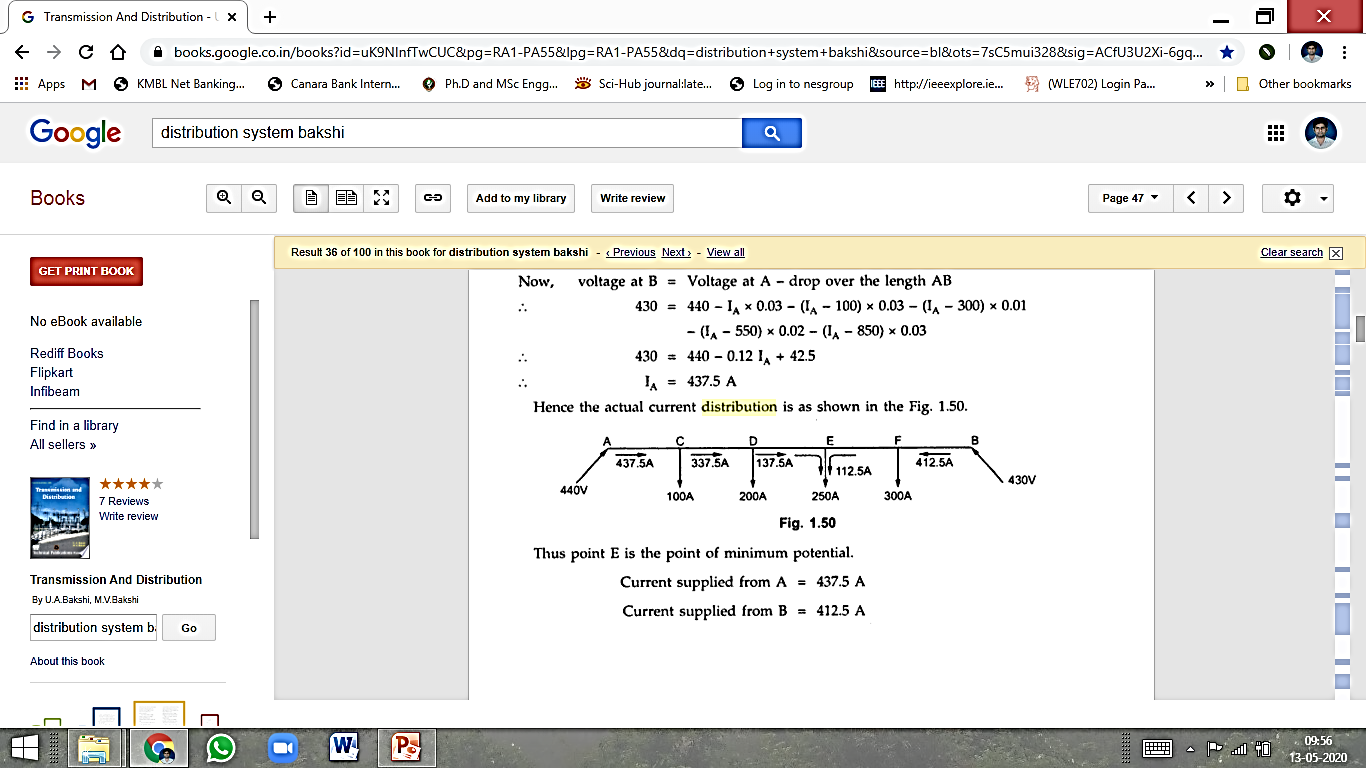 Transmission And Distribution - U
books.google.co.in/books?id=uK9NInfTwCUC&pg=RA1-PA55&lpg=RA1-PA55&dq=distribution+system+bakshi&source=bl&ots=7sC5mui328&sig=ACfU3U2Xi-6gq...
Apps KMBL Net Banking... Canara Bank Intern... Ph.D and MSc Engg... Sci-Hub journal:late... Log in to nesgroup IEEE http://ieeexplore.ie... (WLE702) Login Pa... » Other bookmarks
Google distribution system bakshi
Books Add to my library Write review Page 47
Result 36 of 100 in this book for distribution system bakshi - ‹ Previous Next › - View all Clear search
GET PRINT BOOK
No eBook available
Rediff Books
Flipkart
Infibeam
Find in a library
All sellers »
Transmission and Distribution
7 Reviews
Write review
Transmission And Distribution
By U.A.Bakshi, M.V.Bakshi
distribution system b Go
About this book
Now, voltage at B = Voltage at A – drop over the length AB
∴ 430 = 440 – I_A × 0.03 – (I_A – 100) × 0.03 – (I_A – 300) × 0.01
– (I_A – 550) × 0.02 – (I_A – 850) × 0.03
∴ 430 = 440 – 0.12 I_A + 42.5
∴ I_A = 437.5 A
Hence the actual current distribution is as shown in the Fig. 1.50.
A C D E F B
437.5A 337.5A 137.5A 112.5A 412.5A
440V 100A 200A 250A 300A 430V
Fig. 1.50
Thus point E is the point of minimum potential.
Current supplied from A = 437.5 A
Current supplied from B = 412.5 A
09:56
13-05-2020